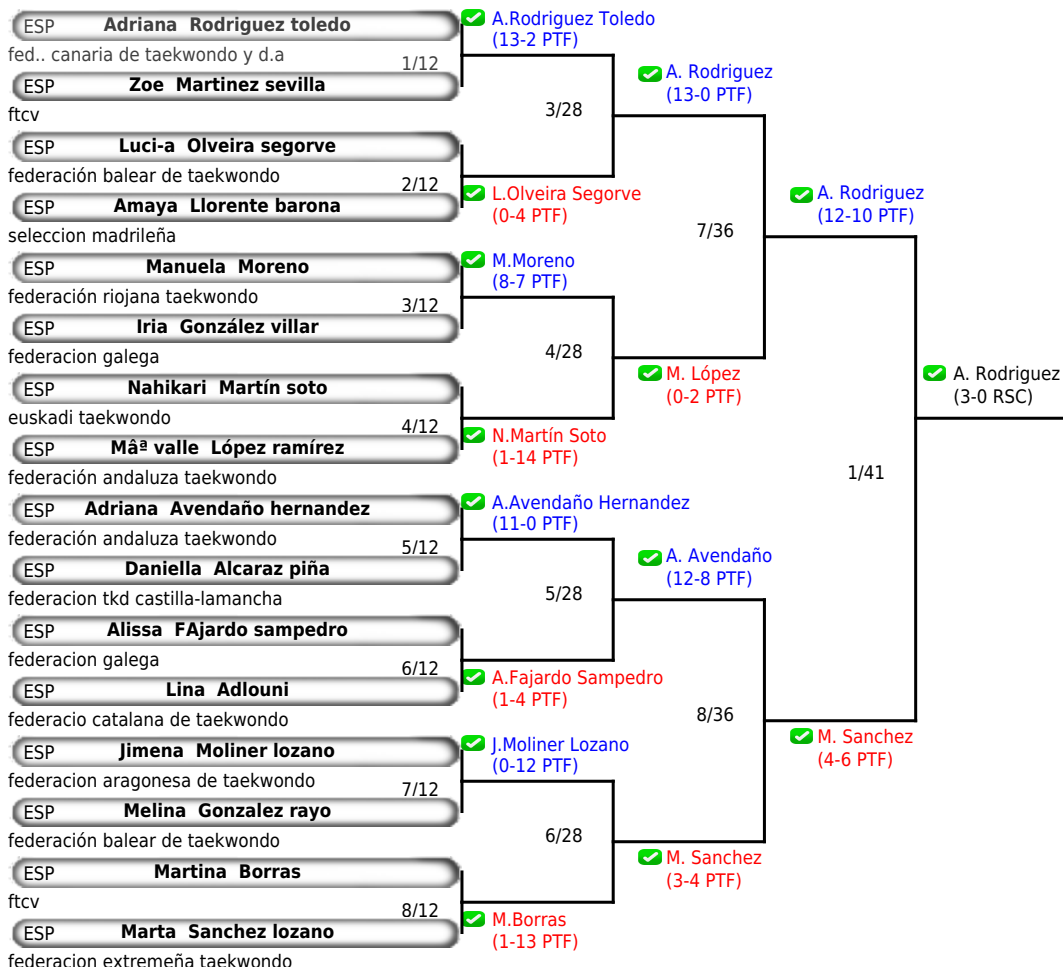 ESP Adriana Rodriguez toledo
fed.. canaria de taekwondo y d.a
1/12
ESP Zoe Martinez sevilla
ftcv
ESP Luci-a Olveira segorve
federación balear de taekwondo
2/12
ESP Amaya Llorente barona
seleccion madrileña
ESP Manuela Moreno
federación riojana taekwondo
3/12
ESP Iria González villar
federacion galega
ESP Nahikari Martín soto
euskadi taekwondo
4/12
ESP Mâª valle López ramírez
federación andaluza taekwondo
ESP Adriana Avendaño hernandez
federación andaluza taekwondo
5/12
ESP Daniella Alcaraz piña
federacion tkd castilla-lamancha
ESP Alissa FAjardo sampedro
federacion galega
6/12
ESP Lina Adlouni
federacio catalana de taekwondo
ESP Jimena Moliner lozano
federacion aragonesa de taekwondo
7/12
ESP Melina Gonzalez rayo
federación balear de taekwondo
ESP Martina Borras
ftcv
8/12
ESP Marta Sanchez lozano
federacion extremeña taekwondo
A.Rodriguez Toledo
(13-2 PTF)
3/28
L.Olveira Segorve
(0-4 PTF)
M.Moreno
(8-7 PTF)
4/28
N.Martín Soto
(1-14 PTF)
A.Avendaño Hernandez
(11-0 PTF)
5/28
A.Fajardo Sampedro
(1-4 PTF)
J.Moliner Lozano
(0-12 PTF)
6/28
M.Borras
(1-13 PTF)
A. Rodriguez
(13-0 PTF)
7/36
M. López
(0-2 PTF)
A. Avendaño
(12-8 PTF)
8/36
M. Sanchez
(3-4 PTF)
A. Rodriguez
(12-10 PTF)
1/41
M. Sanchez
(4-6 PTF)
A. Rodriguez
(3-0 RSC)